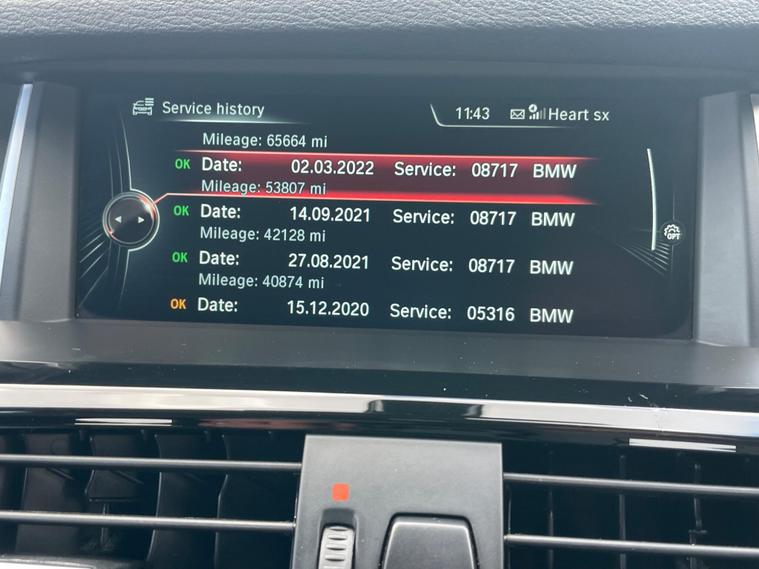 Service history 11:43 Heart sx
Mileage: 65664 mi
OK Date: 02.03.2022 Service: 08717 BMW
Mileage: 53807 mi
OK Date: 14.09.2021 Service: 08717 BMW
Mileage: 42128 mi
OK Date: 27.08.2021 Service: 08717 BMW
OPT
Mileage: 40874 mi
OK Date: 15.12.2020 Service: 05316 BMW